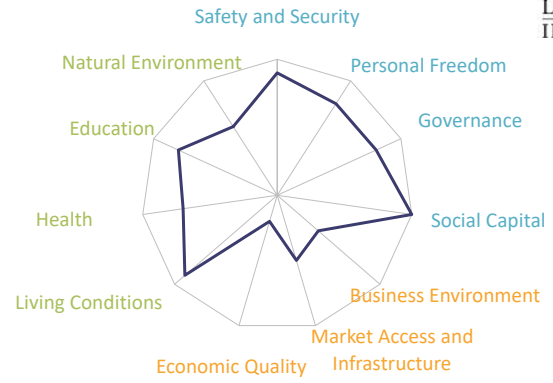 Safety and Security
Natural Environment
Personal Freedom
Education
Governance
Health
Social Capital
Living Conditions
Business Environment
Market Access and
Infrastructure
Economic Quality